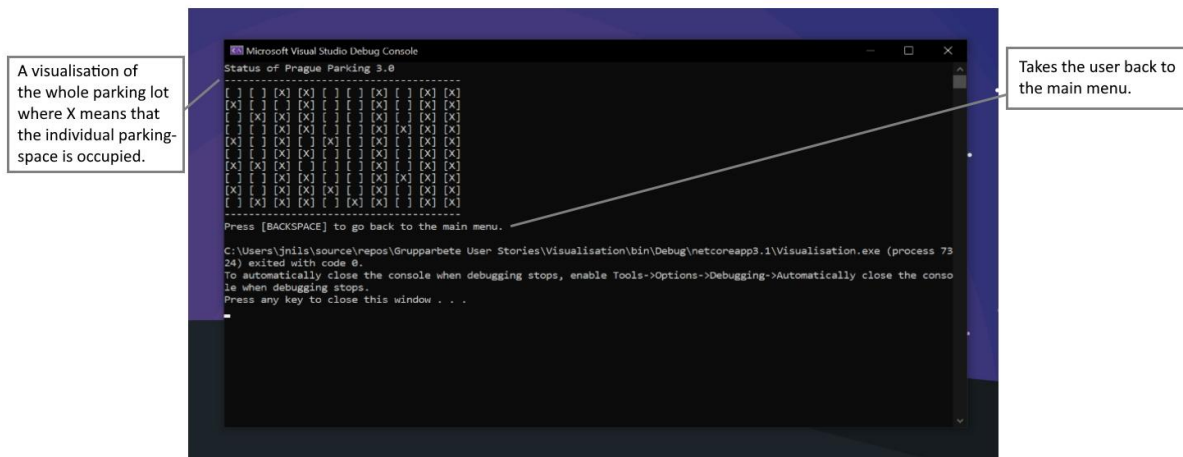 A visualisation of
the whole parking lot
where X means that
the individual parking-
space is occupied.
Microsoft Visual Studio Debug Console
Status of Prague Parking 3.0
------------------------------------------
[ ] [ ] [X] [X] [ ] [ ] [X] [ ] [X] [X]
[X] [ ] [ ] [X] [ ] [ ] [X] [ ] [X] [X]
[ ] [X] [X] [X] [ ] [ ] [X] [ ] [X] [X]
[ ] [ ] [X] [X] [ ] [ ] [X] [X] [X] [X]
[X] [ ] [X] [ ] [X] [ ] [X] [ ] [X] [X]
[ ] [ ] [X] [X] [ ] [ ] [X] [ ] [X] [X]
[X] [X] [X] [ ] [ ] [ ] [X] [ ] [X] [X]
[ ] [ ] [X] [X] [ ] [ ] [X] [X] [X] [X]
[X] [ ] [X] [X] [X] [ ] [X] [ ] [X] [X]
[ ] [X] [X] [X] [ ] [X] [X] [ ] [X] [X]
------------------------------------------
Press [BACKSPACE] to go back to the main menu.
C:\Users\jnils\source\repos\Grupparbete User Stories\Visualisation\bin\Debug\netcoreapp3.1\Visualisation.exe (process 73
24) exited with code 0.
To automatically close the console when debugging stops, enable Tools->Options->Debugging->Automatically close the conso
le when debugging stops.
Press any key to close this window . . .
Takes the user back to
the main menu.